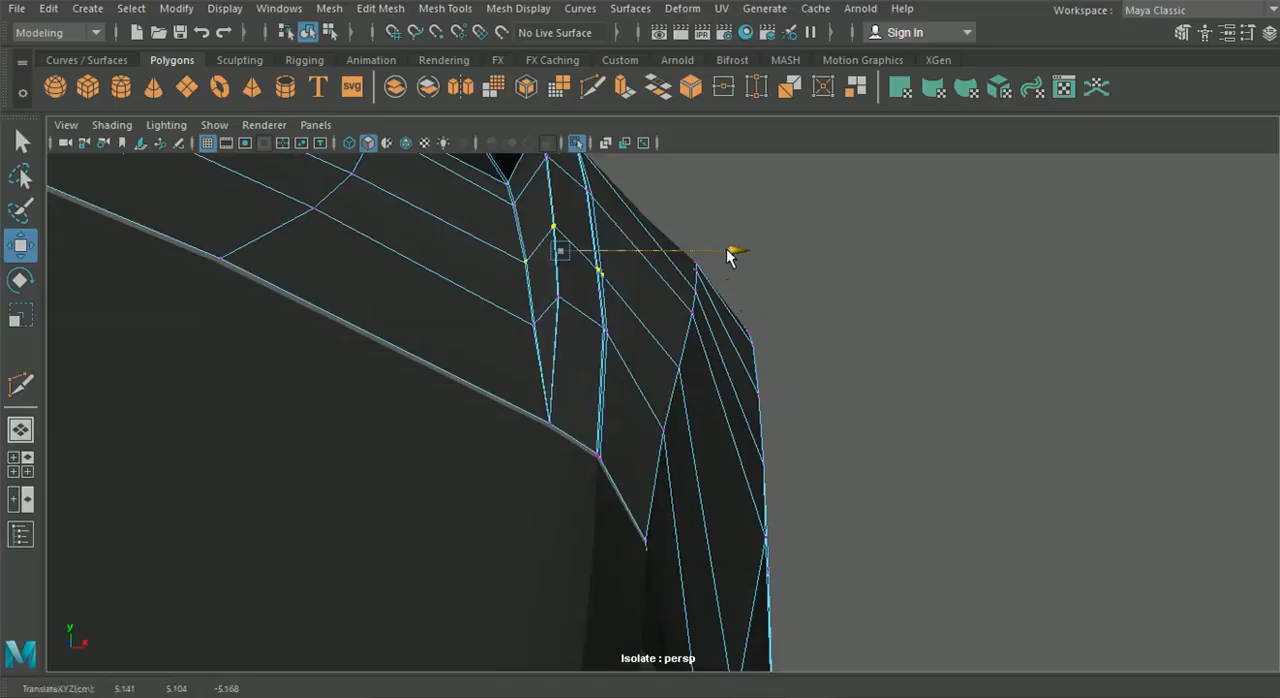 File Edit Create Select Modify Display Windows Mesh Edit Mesh Mesh Tools Mesh Display Curves Surfaces Deform UV Generate Cache Arnold Help Workspace : Maya Classic
Modeling No Live Surface IPR Sign In
Curves / Surfaces Polygons Sculpting Rigging Animation Rendering FX FX Caching Custom Arnold Bifrost MASH Motion Graphics XGen
T SVG
View Shading Lighting Show Renderer Panels
y
x
Isolate : persp
TranslateXYZ(cm): 5.141 5.104 -5.168